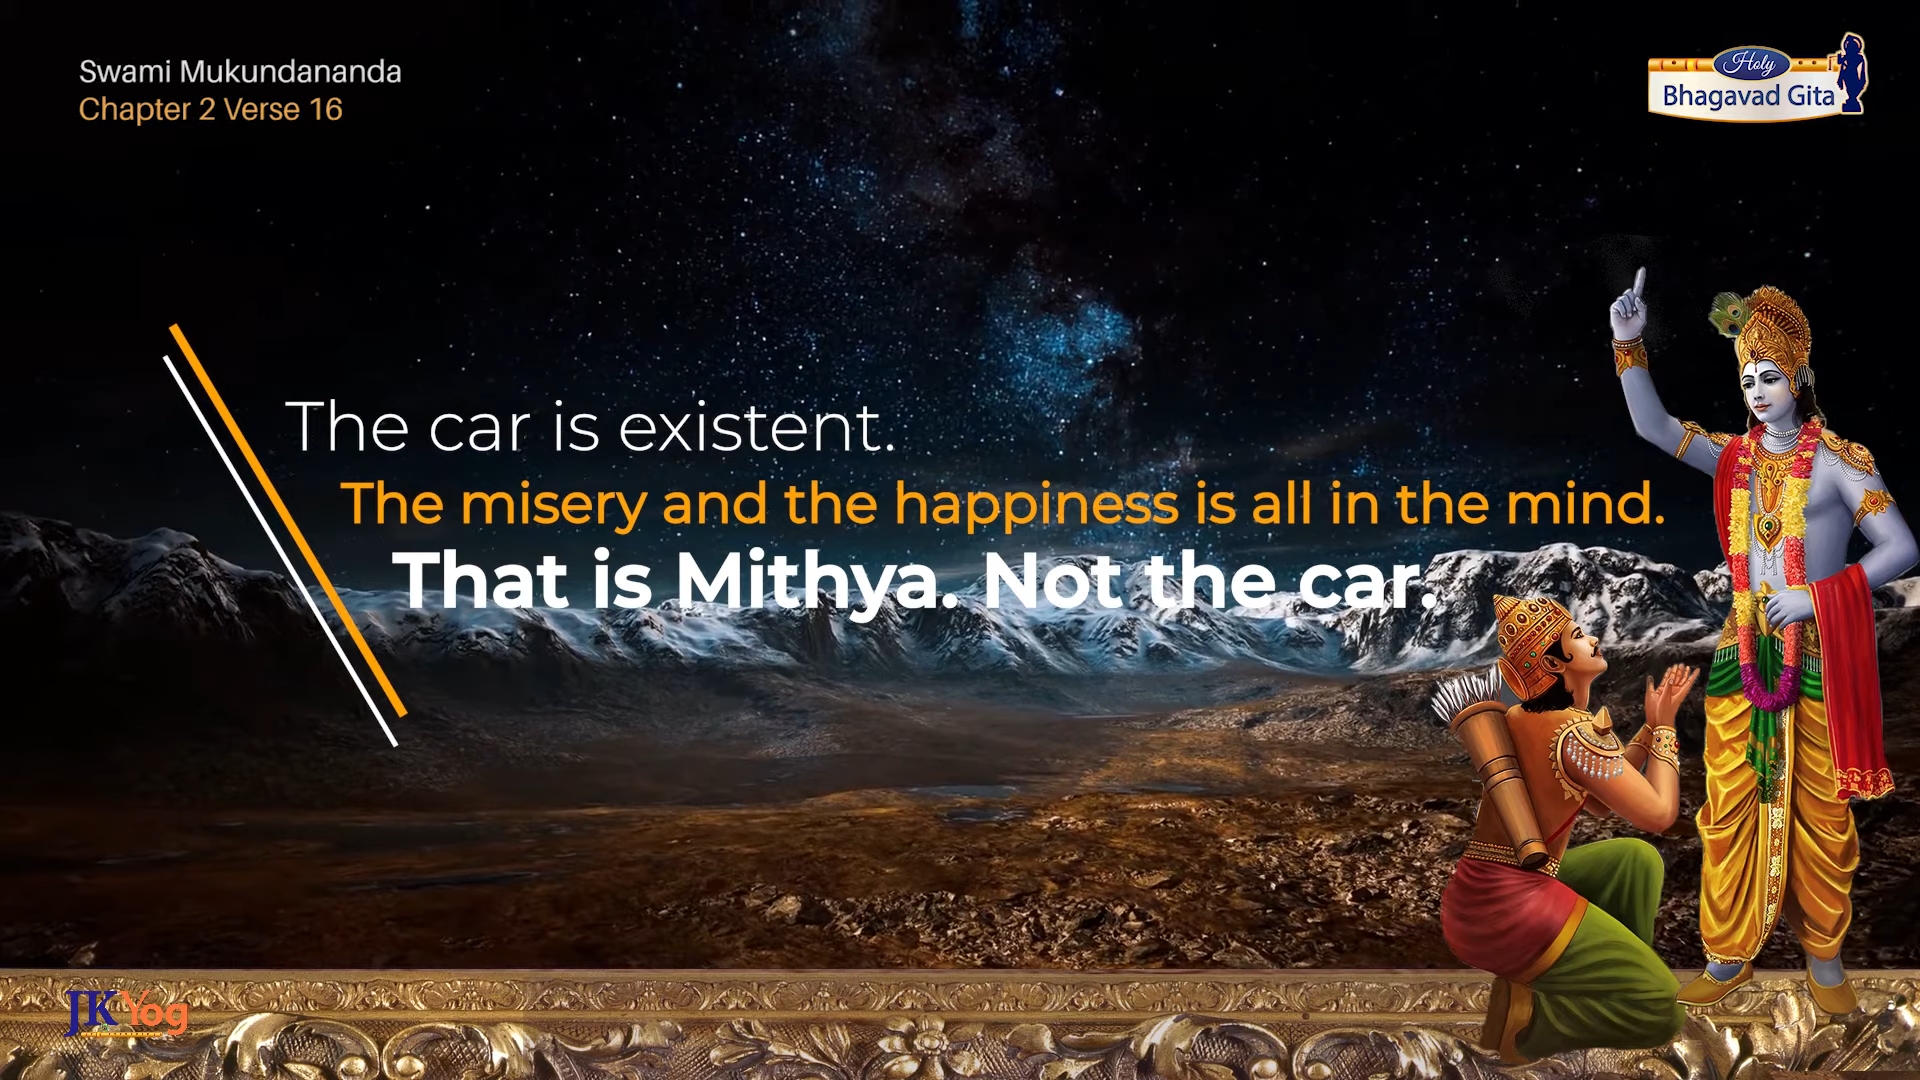 Swami Mukundananda
Chapter 2 Verse 16
Holy
Bhagavad Gita
The car is existent.
The misery and the happiness is all in the mind.
That is Mithya. Not the car.
JKYog